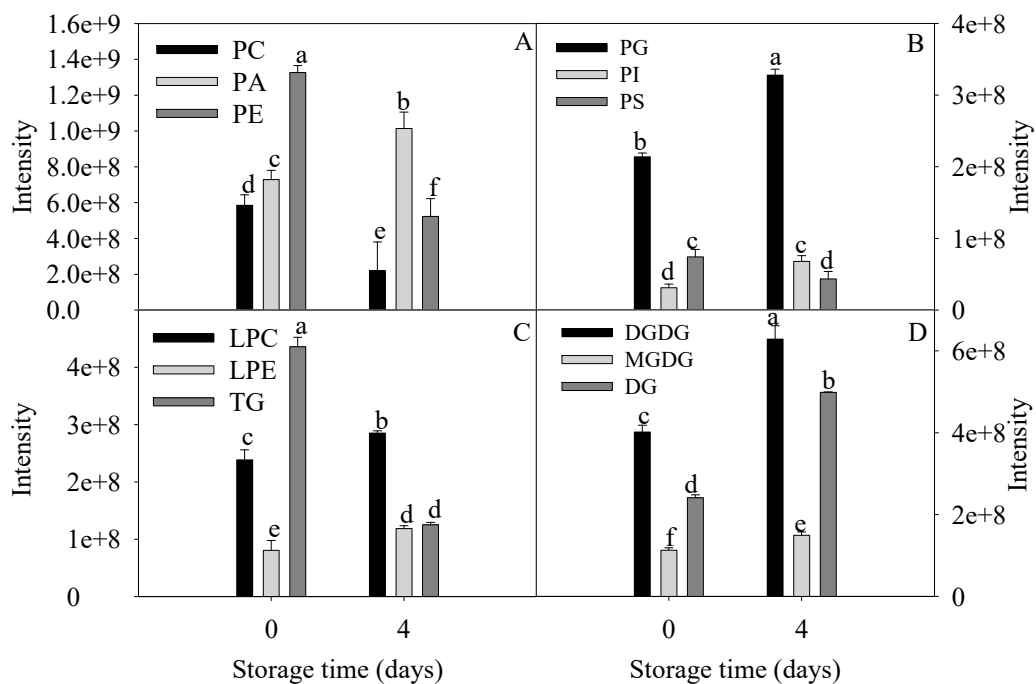 A
PC
PA
PE
1.6e+9
1.4e+9
1.2e+9
1.0e+9
8.0e+8
6.0e+8
4.0e+8
2.0e+8
0.0
Intensity
d
c
a
e
b
f
B
PG
PI
PS
4e+8
3e+8
2e+8
1e+8
0
Intensity
b
d
c
a
c
d
C
LPC
LPE
TG
4e+8
3e+8
2e+8
1e+8
0
Intensity
c
e
a
b
d
d
0
4
Storage time (days)
D
DGDG
MGDG
DG
6e+8
4e+8
2e+8
0
Intensity
c
f
d
a
e
b
0
4
Storage time (days)